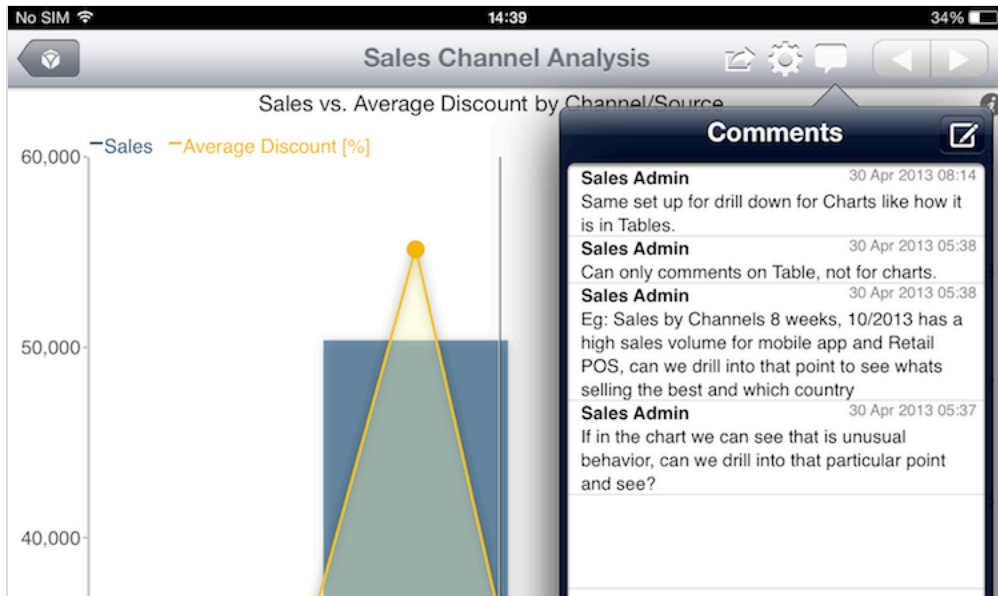 No SIM 14:39 34%
Sales Channel Analysis
Sales vs. Average Discount by Channel/Source
Sales Average Discount [%]
60,000
50,000
40,000
Comments
Sales Admin 30 Apr 2013 08:14
Same set up for drill down for Charts like how it
is in Tables.
Sales Admin 30 Apr 2013 05:38
Can only comments on Table, not for charts.
Sales Admin 30 Apr 2013 05:38
Eg: Sales by Channels 8 weeks, 10/2013 has a
high sales volume for mobile app and Retail
POS, can we drill into that point to see whats
selling the best and which country
Sales Admin 30 Apr 2013 05:37
If in the chart we can see that is unusual
behavior, can we drill into that particular point
and see?